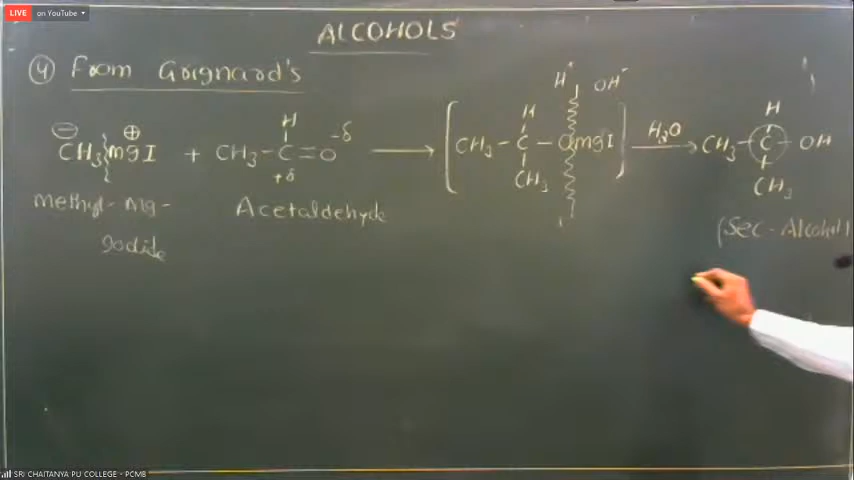 LIVE on YouTube
ALCOHOLS
4 From Grignard's
H H⁺ OH⁻ H
⊖ ⊕ H -δ
CH₃ mgI + CH₃-C=O → [CH₃-C-OmgI] H₂O → CH₃-C-OH
+δ CH₃ CH₃
methyl-Mg- Acetaldehyde (Sec-Alcohol)
Iodide
SRI CHAITANYA PU COLLEGE - PCMB